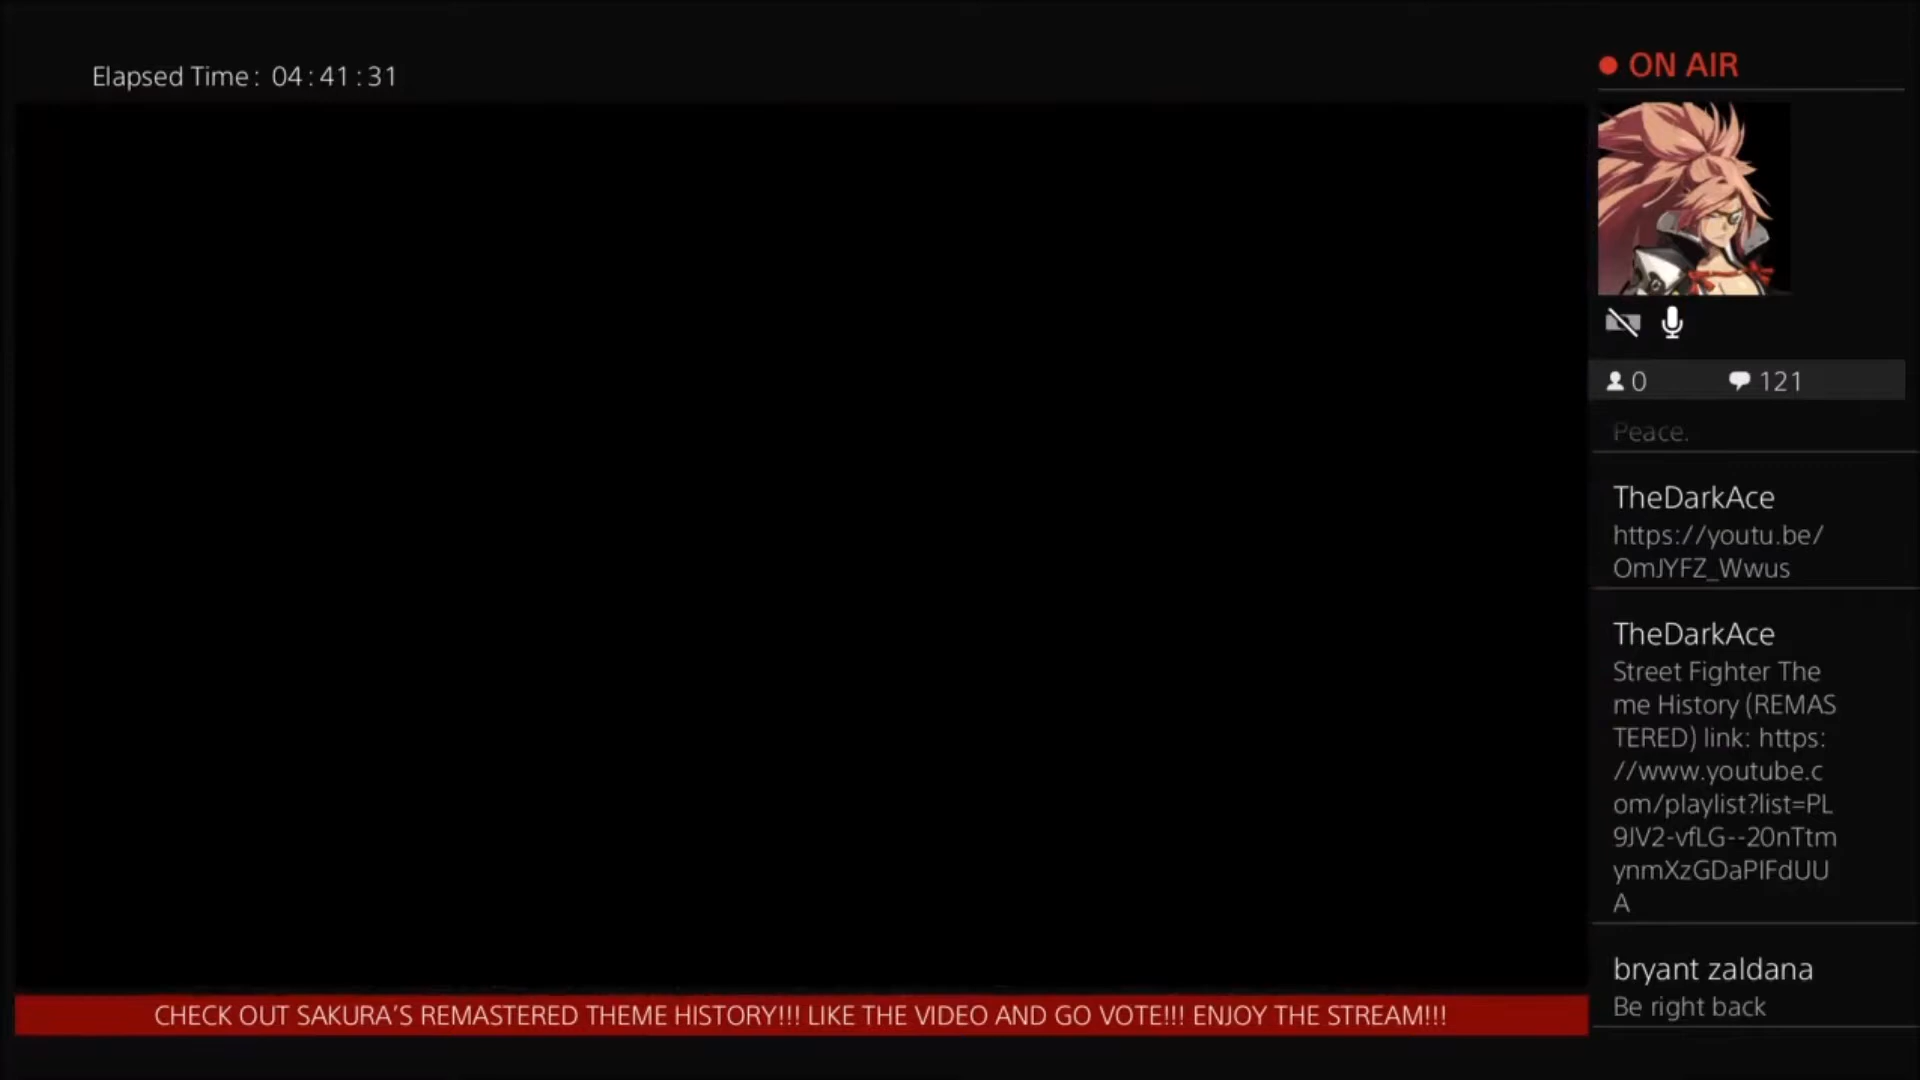 Elapsed Time: 04:41:31
ON AIR
0
121
Peace.
TheDarkAce
https://youtu.be/
OmJYFZ_Wwus
TheDarkAce
Street Fighter The
me History (REMAS
TERED) link: https:
//www.youtube.c
om/playlist?list=PL
9JV2-vfLG--20nTtm
ynmXzGDaPIFdUU
A
bryant zaldana
Be right back
CHECK OUT SAKURA'S REMASTERED THEME HISTORY!!! LIKE THE VIDEO AND GO VOTE!!! ENJOY THE STREAM!!!